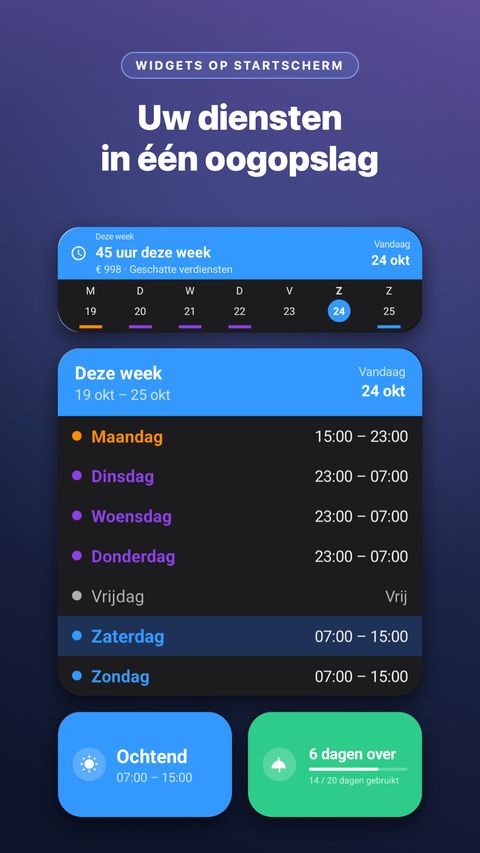 WIDGETS OP STARTSCHERM
Uw diensten
in één oogopslag
Deze week
45 uur deze week
€ 998 · Geschatte verdiensten
Vandaag
24 okt
M D W D V Z Z
19 20 21 22 23 24 25
Deze week
19 okt – 25 okt
Vandaag
24 okt
Maandag 15:00 – 23:00
Dinsdag 23:00 – 07:00
Woensdag 23:00 – 07:00
Donderdag 23:00 – 07:00
Vrijdag Vrij
Zaterdag 07:00 – 15:00
Zondag 07:00 – 15:00
Ochtend
07:00 – 15:00
6 dagen over
14 / 20 dagen gebruikt